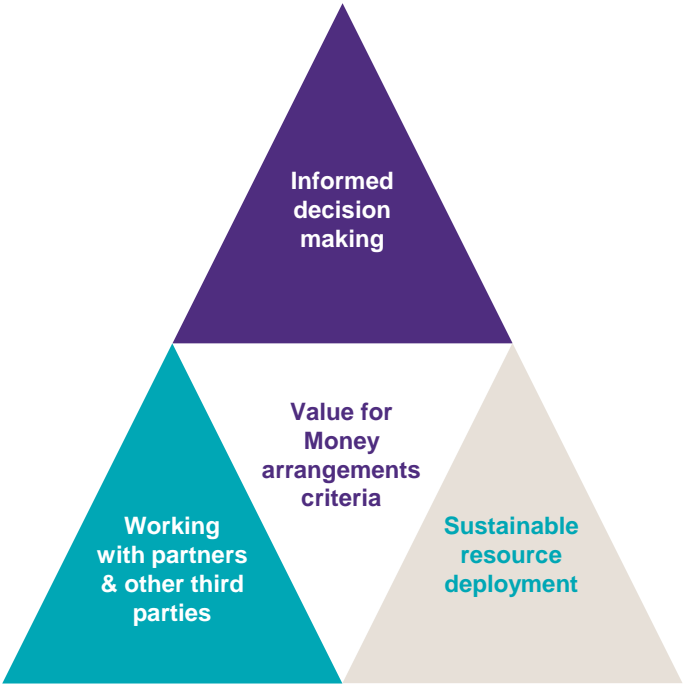 Informed
decision
making
Value for
Money
arrangements
criteria
Working
with partners
& other third
parties
Sustainable
resource
deployment